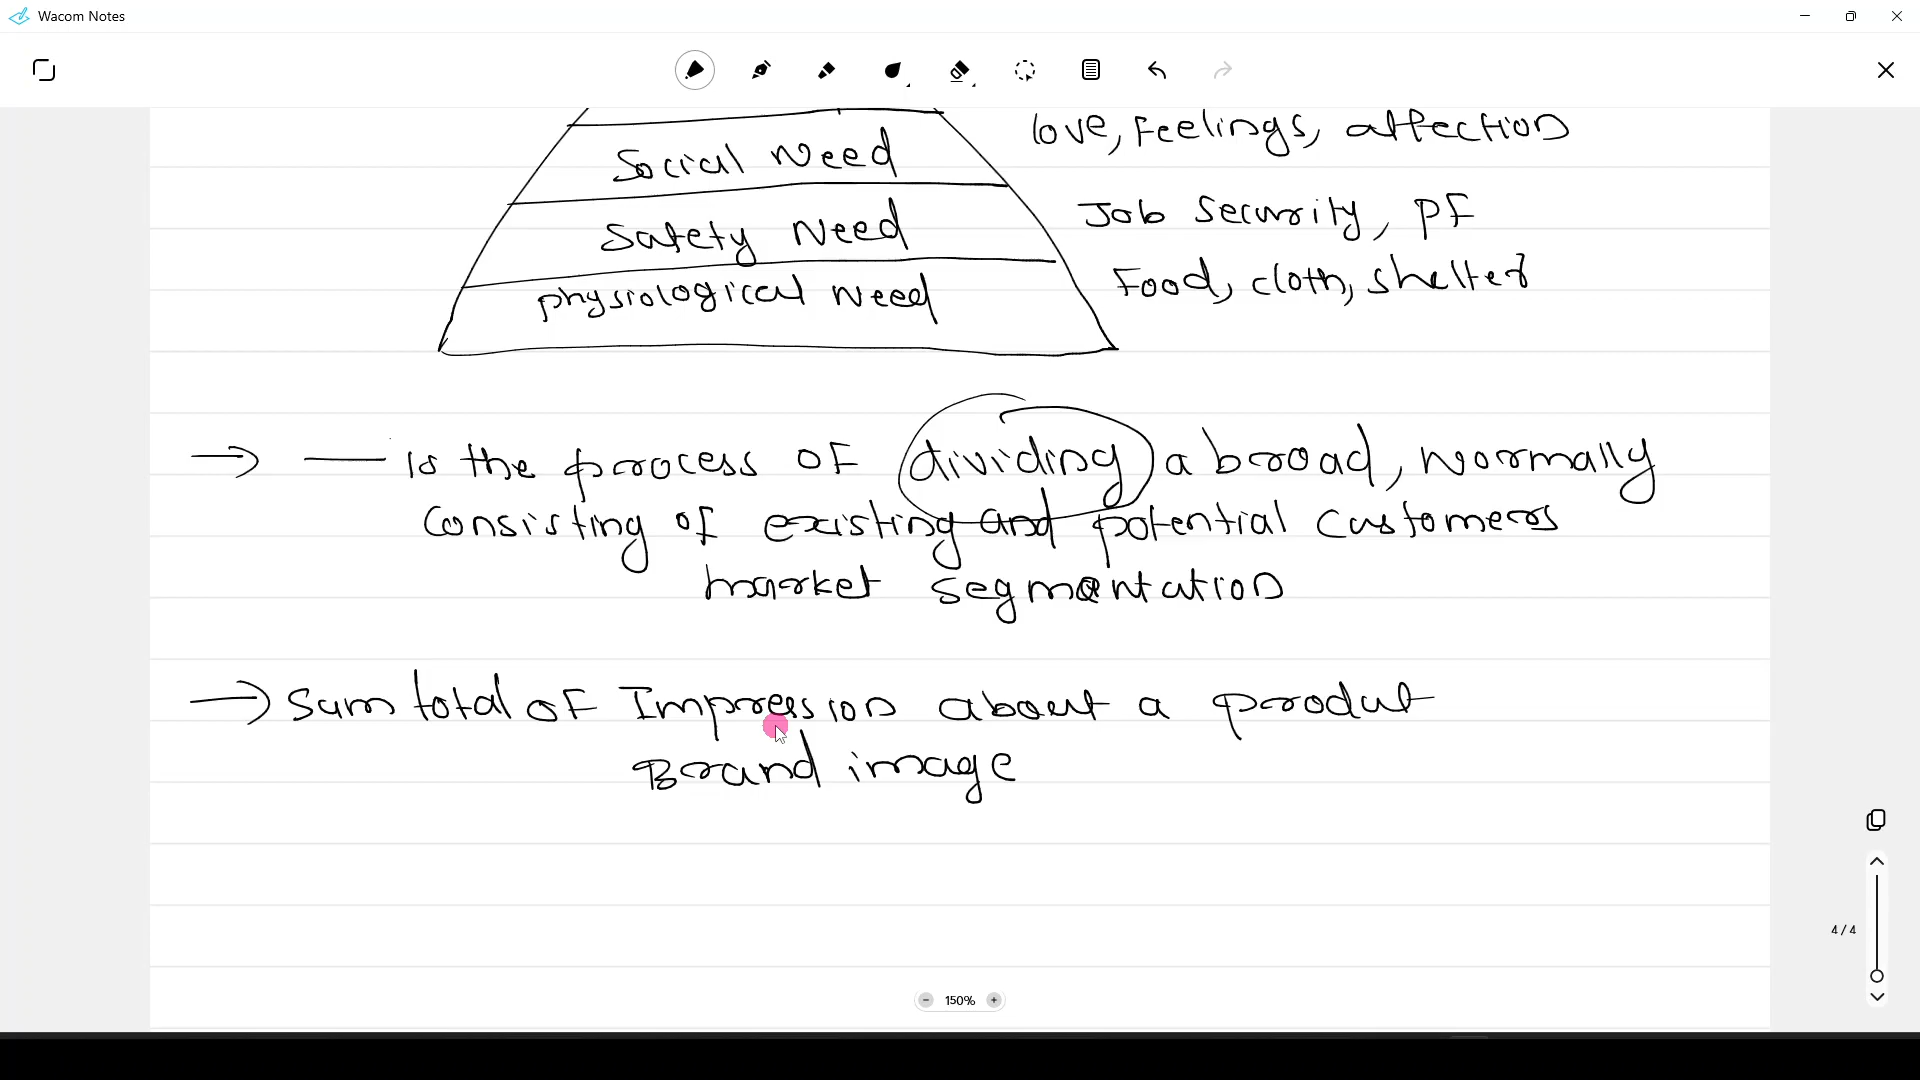 Wacom Notes
love, Feelings, affection
Social Need
Job Security, PF
Safety Need
Food, cloth, shelter
physiological Need
→ — is the process of dividing a broad, Normally
Consisting of existing and potential customers
market segmentation
→ Sum total of Impression about a produt
Brand image
4/4
150%